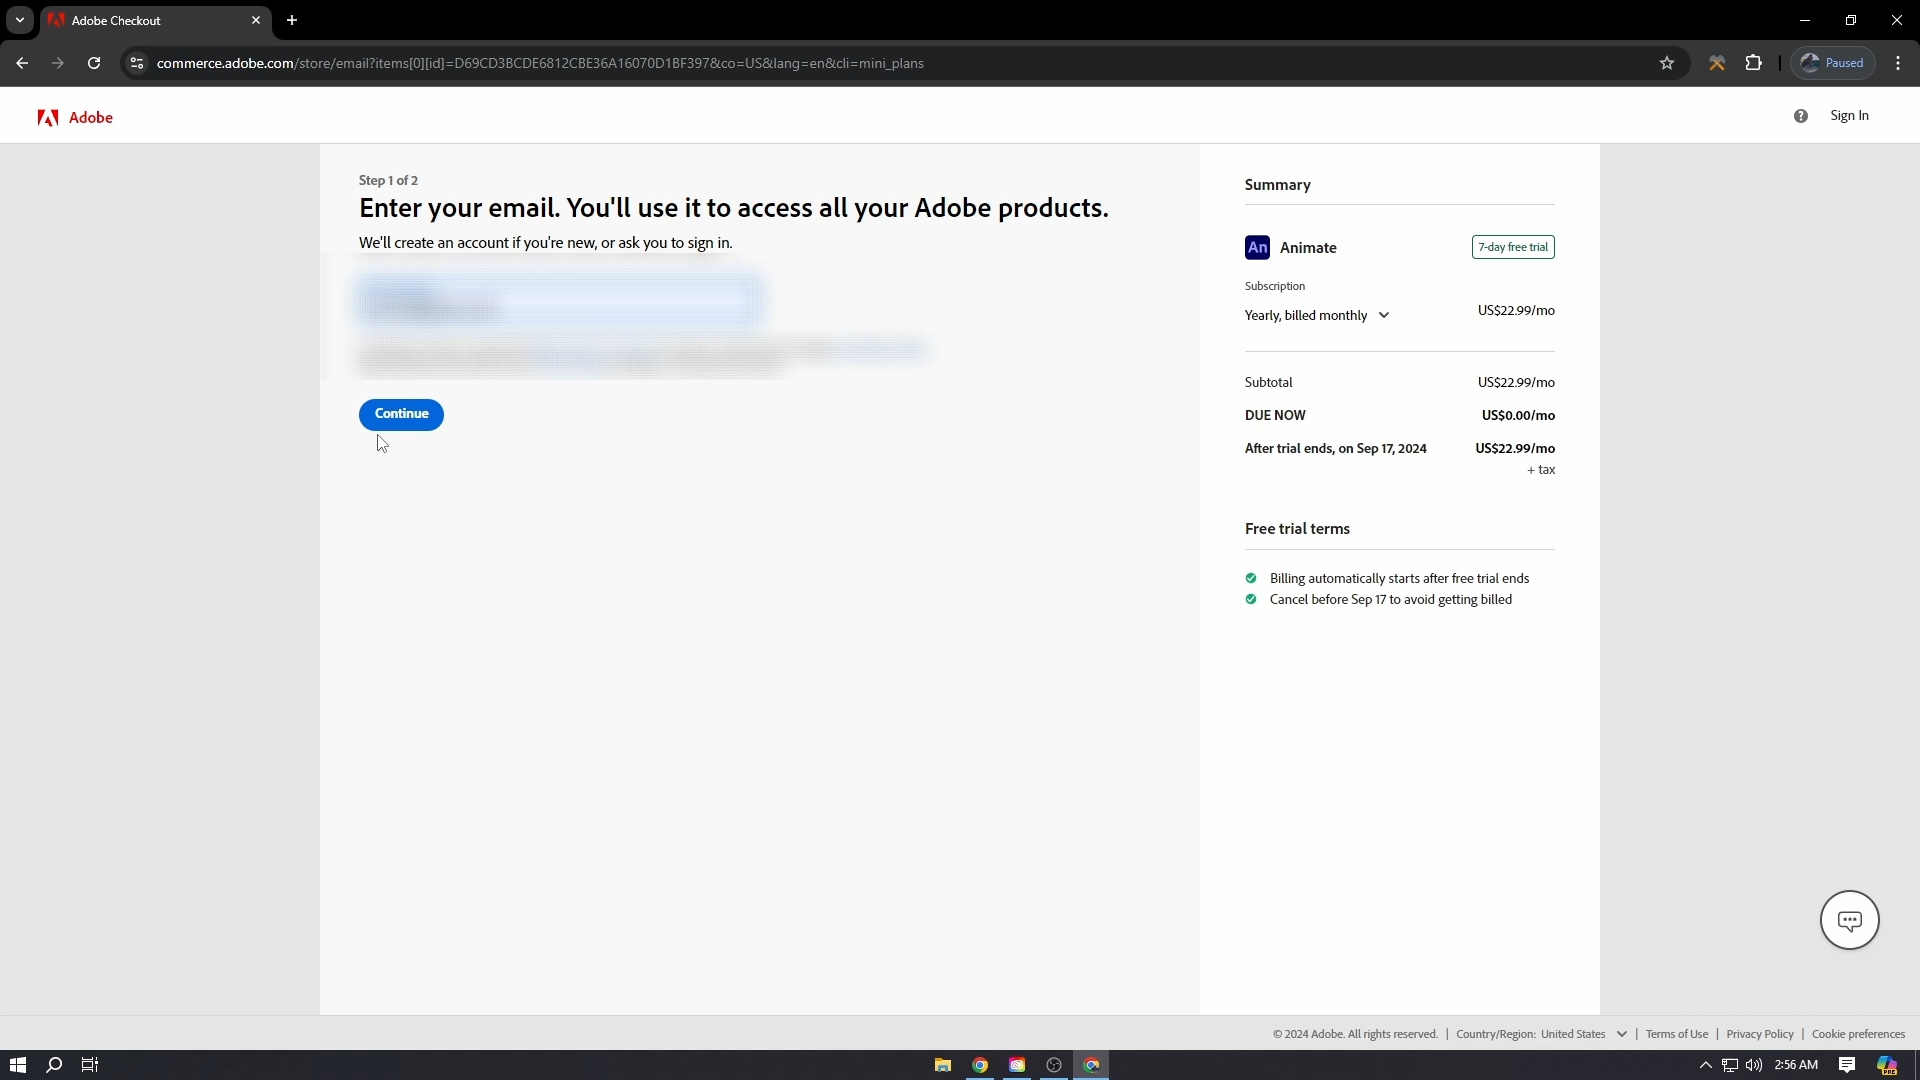 Adobe Checkout
commerce.adobe.com/store/email?items[0][id]=D69CD3BCDE6812CBE36A16070D1BF397&co=US&lang=en&cli=mini_plans
Paused
Adobe
Sign In
Step 1 of 2
Enter your email. You'll use it to access all your Adobe products.
We'll create an account if you're new, or ask you to sign in.
Continue
Summary
An Animate
7-day free trial
Subscription
Yearly, billed monthly
US$22.99/mo
Subtotal US$22.99/mo
DUE NOW US$0.00/mo
After trial ends, on Sep 17, 2024 US$22.99/mo
+ tax
Free trial terms
Billing automatically starts after free trial ends
Cancel before Sep 17 to avoid getting billed
© 2024 Adobe. All rights reserved. | Country/Region: United States | Terms of Use | Privacy Policy | Cookie preferences
2:56 AM
PRE